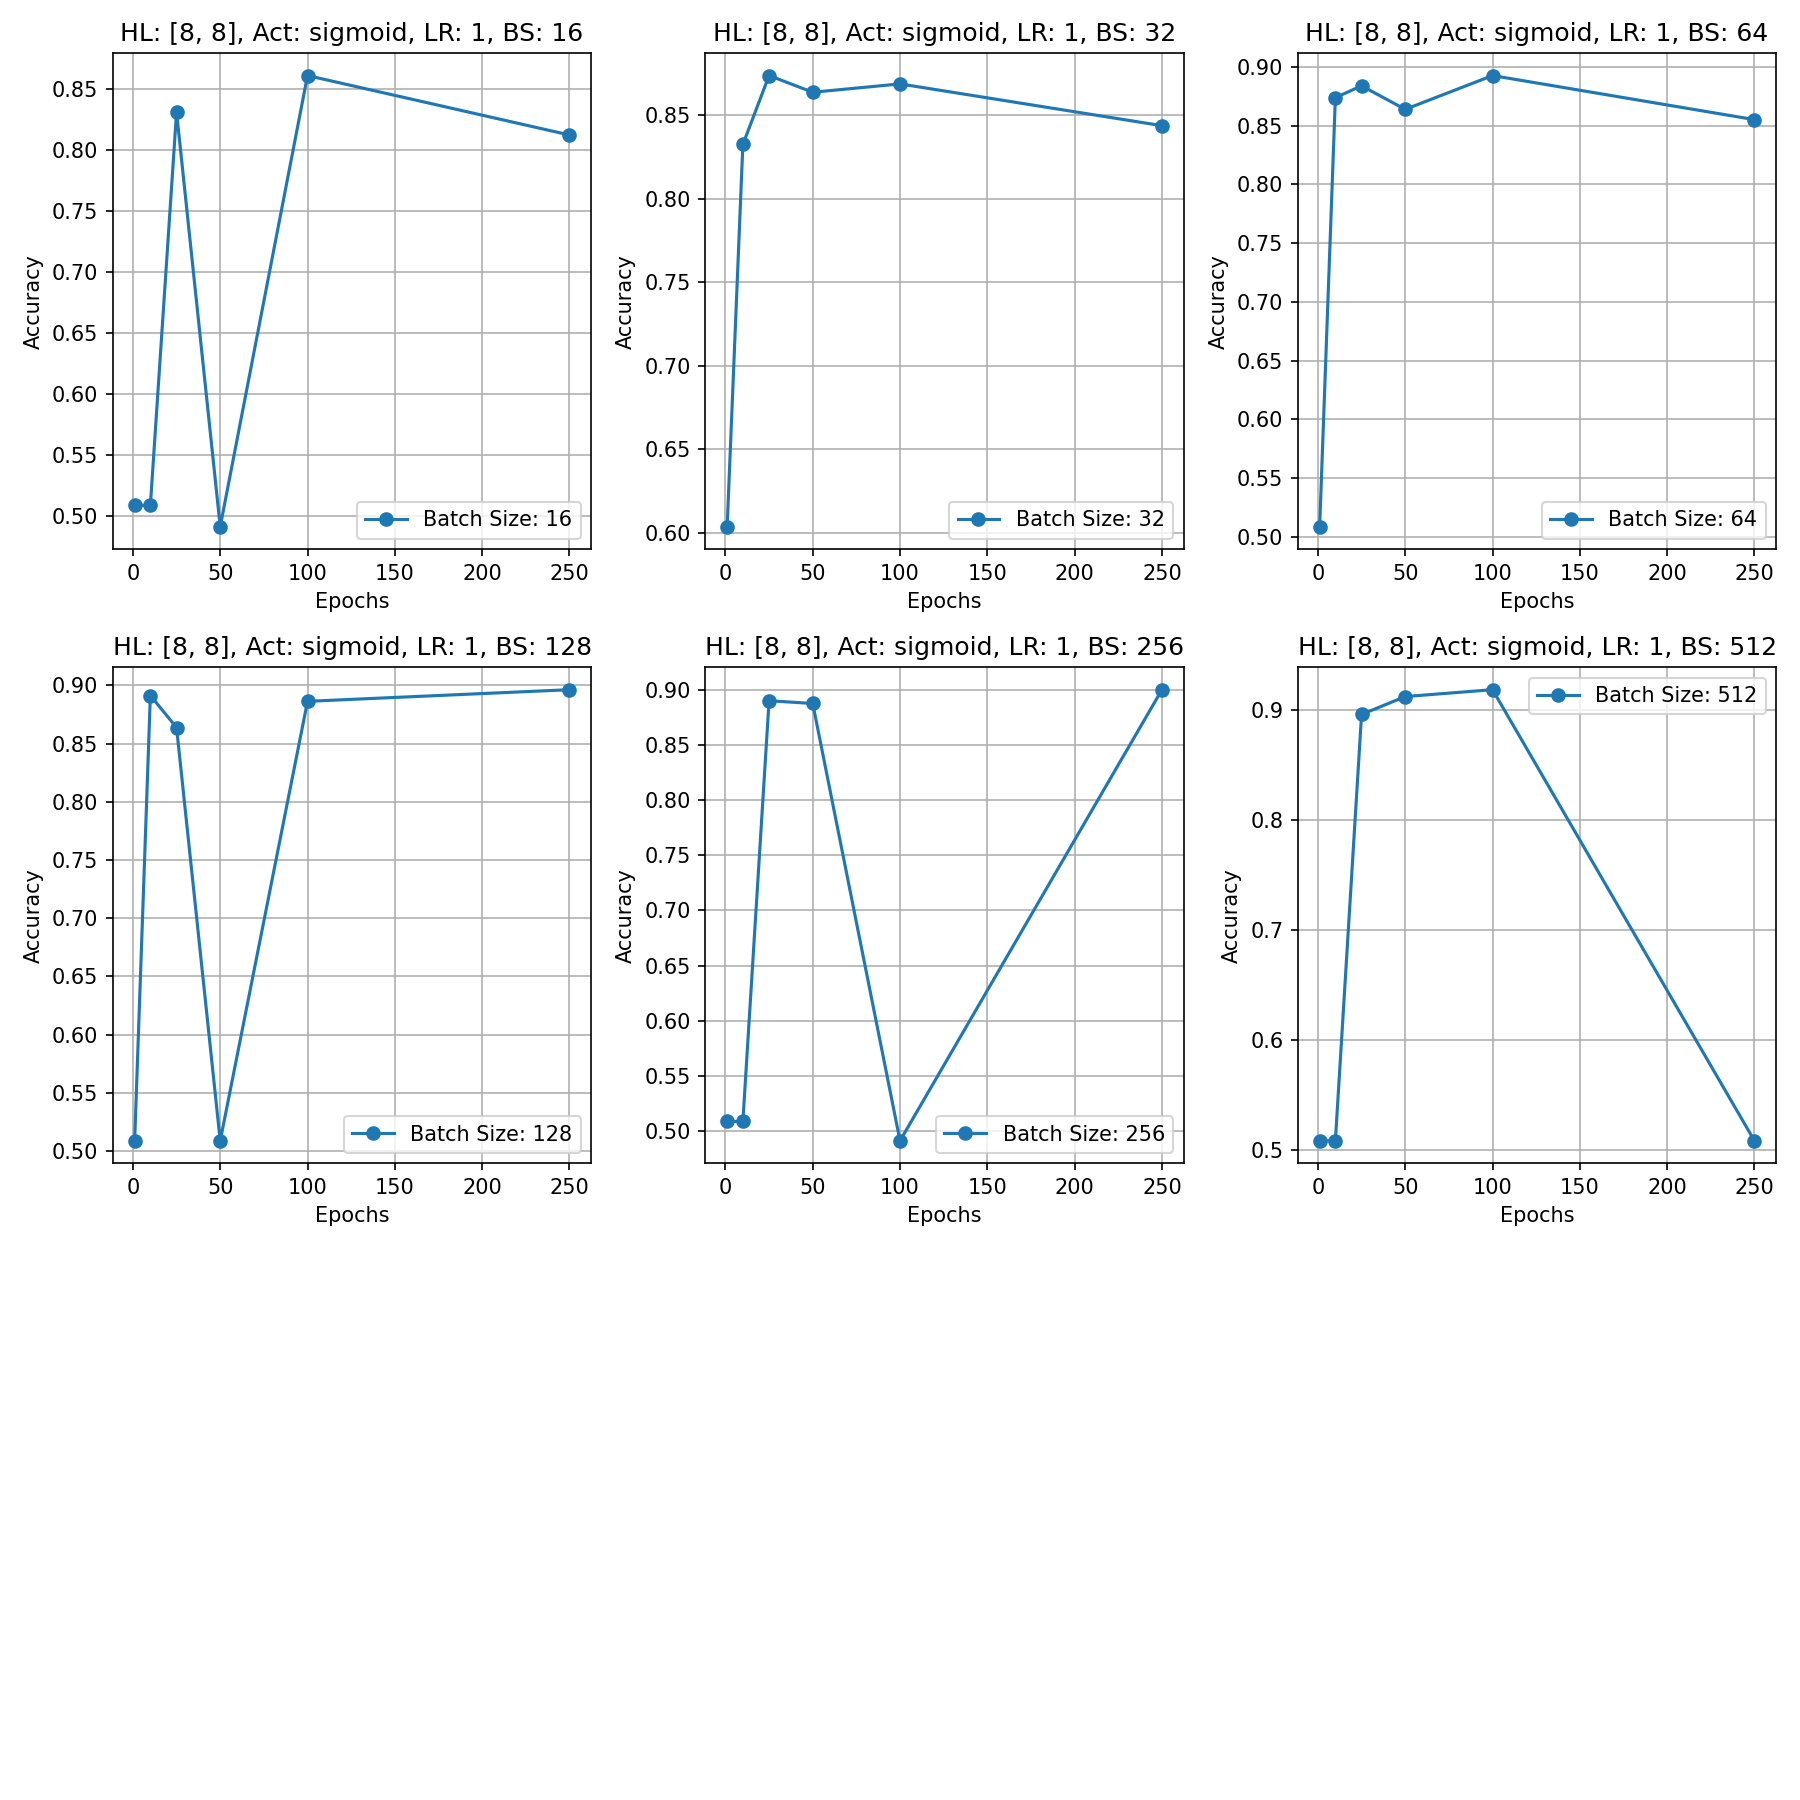 HL: [8, 8], Act: sigmoid, LR: 1, BS: 16
0.85
0.80
0.75
0.70
0.65
0.60
0.55
0.50
Accuracy
Batch Size: 16
0 50 100 150 200 250
Epochs
HL: [8, 8], Act: sigmoid, LR: 1, BS: 32
0.85
0.80
0.75
0.70
0.65
0.60
Accuracy
Batch Size: 32
0 50 100 150 200 250
Epochs
HL: [8, 8], Act: sigmoid, LR: 1, BS: 64
0.90
0.85
0.80
0.75
0.70
0.65
0.60
0.55
0.50
Accuracy
Batch Size: 64
0 50 100 150 200 250
Epochs
HL: [8, 8], Act: sigmoid, LR: 1, BS: 128
0.90
0.85
0.80
0.75
0.70
0.65
0.60
0.55
0.50
Accuracy
Batch Size: 128
0 50 100 150 200 250
Epochs
HL: [8, 8], Act: sigmoid, LR: 1, BS: 256
0.90
0.85
0.80
0.75
0.70
0.65
0.60
0.55
0.50
Accuracy
Batch Size: 256
0 50 100 150 200 250
Epochs
HL: [8, 8], Act: sigmoid, LR: 1, BS: 512
Batch Size: 512
0.9
0.8
0.7
0.6
0.5
Accuracy
0 50 100 150 200 250
Epochs